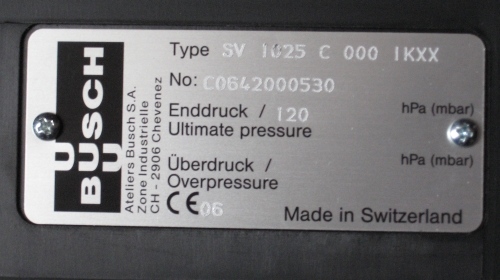 Type SV 1025 C 000 IKXX
No: C0642000530
Enddruck / 120 hPa (mbar)
Ultimate pressure
Überdruck / hPa (mbar)
Overpressure
CE 06 Made in Switzerland
BUSCH
Ateliers Busch S.A.
Zone Industrielle
CH - 2906 Chevenez